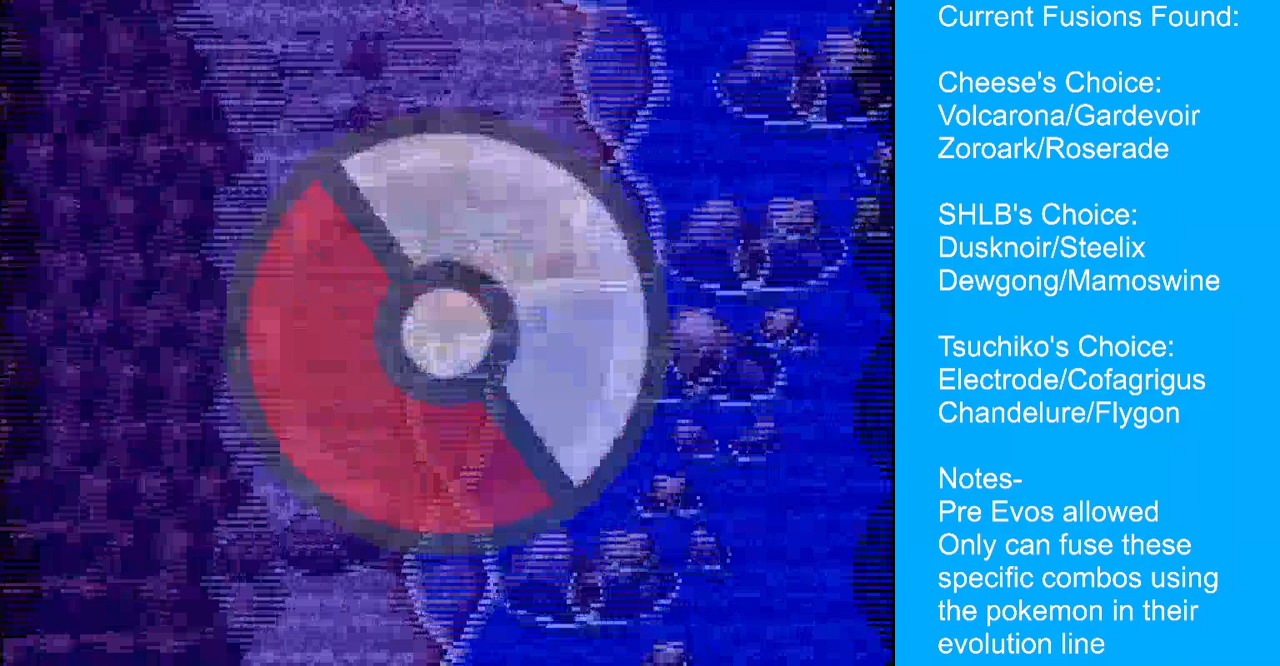 Current Fusions Found:
Cheese's Choice:
Volcarona/Gardevoir
Zoroark/Roserade
SHLB's Choice:
Dusknoir/Steelix
Dewgong/Mamoswine
Tsuchiko's Choice:
Electrode/Cofagrigus
Chandelure/Flygon
Notes-
Pre Evos allowed
Only can fuse these
specific combos using
the pokemon in their
evolution line